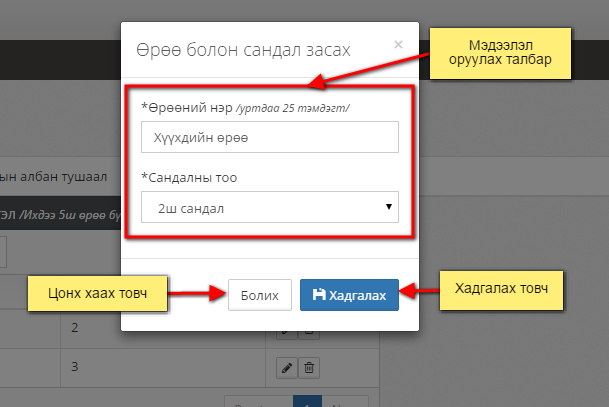 Өрөө болон сандал засах
×
Мэдээлэл
оруулах талбар
*Өрөөний нэр /уртдаа 25 тэмдэгт/
Хүүхдийн өрөө
ын албан тушаал
*Сандалны тоо
2ш сандал
ГЭЛ /Ихдээ 5ш өрөө бү
Цонх хаах товч
Болих
Хадгалах
Хадгалах товч
2
3